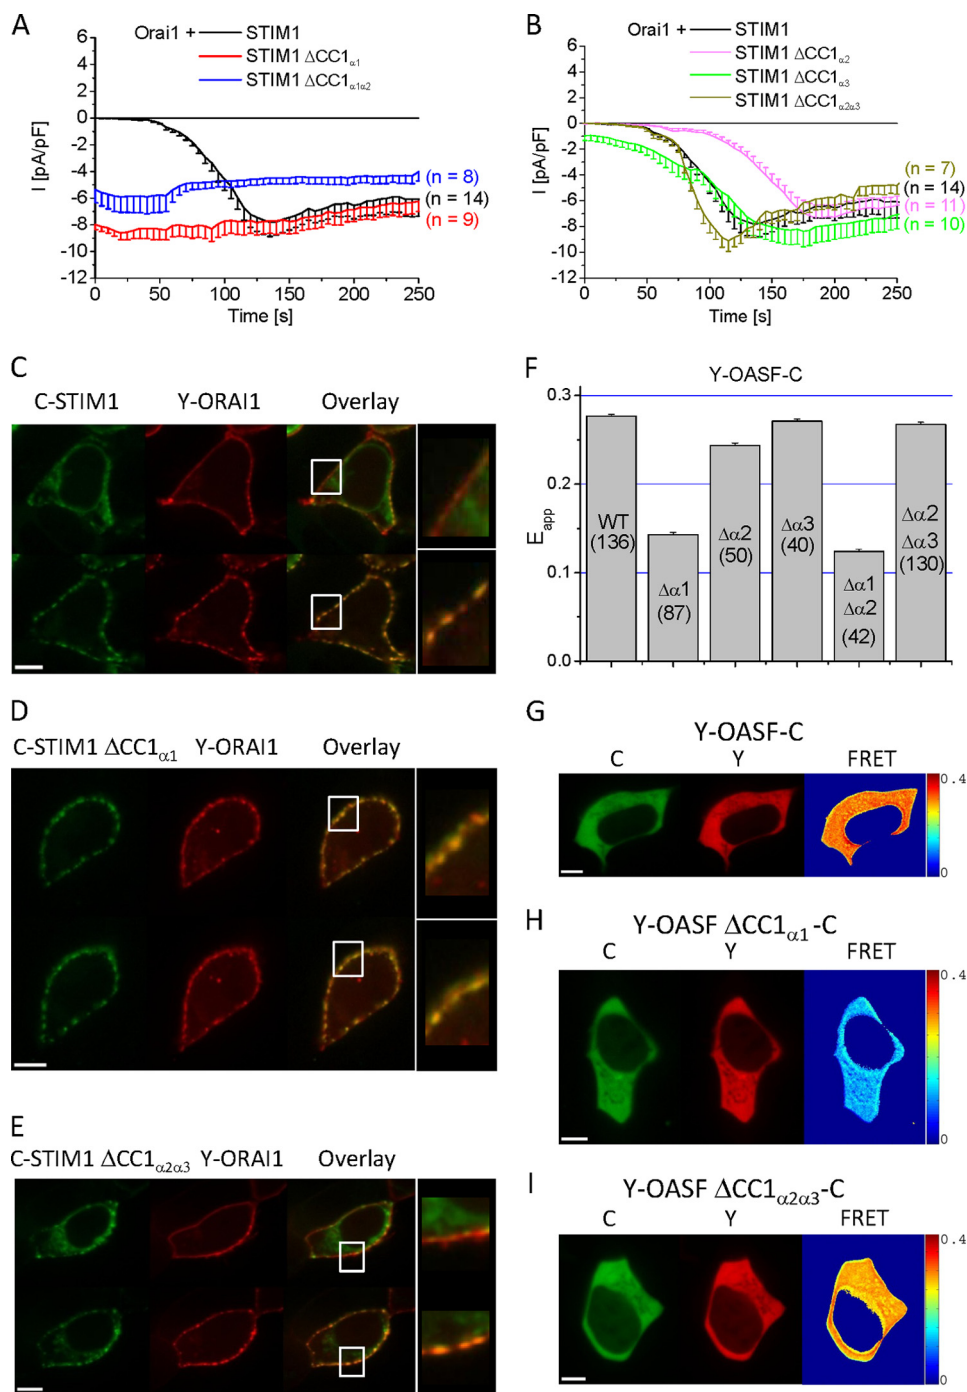 A
Orai1 + STIM1
STIM1 ΔCC1α1
STIM1 ΔCC1α1α2
6
4
2
0
-2
-4
-6
-8
-10
-12
I [pA/pF]
(n = 8)
(n = 14)
(n = 9)
0 50 100 150 200 250
Time [s]
B
Orai1 + STIM1
STIM1 ΔCC1α2
STIM1 ΔCC1α3
STIM1 ΔCC1α2α3
6
4
2
0
-2
-4
-6
-8
-10
-12
I [pA/pF]
(n = 7)
(n = 14)
(n = 11)
(n = 10)
0 50 100 150 200 250
Time [s]
C
C-STIM1 Y-ORAI1 Overlay
D
C-STIM1 ΔCC1α1 Y-ORAI1 Overlay
E
C-STIM1 ΔCC1α2α3 Y-ORAI1 Overlay
F
Y-OASF-C
0.3
0.2
0.1
0.0
Eapp
WT
(136)
Δα1
(87)
Δα2
(50)
Δα3
(40)
Δα1
Δα2
(42)
Δα2
Δα3
(130)
G
Y-OASF-C
C Y FRET
0.4
0
H
Y-OASF ΔCC1α1-C
C Y FRET
0.4
0
I
Y-OASF ΔCC1α2α3-C
C Y FRET
0.4
0